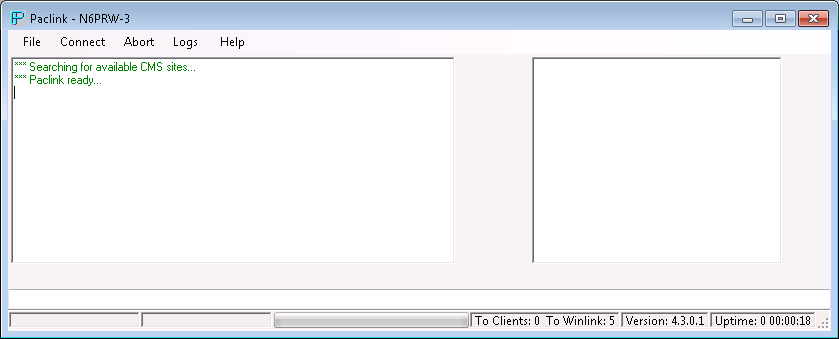 Paclink - N6PRW-3
File Connect Abort Logs Help
*** Searching for available CMS sites...
*** Paclink ready...
To Clients: 0 To Winlink: 5 Version: 4.3.0.1 Uptime: 0 00:00:18